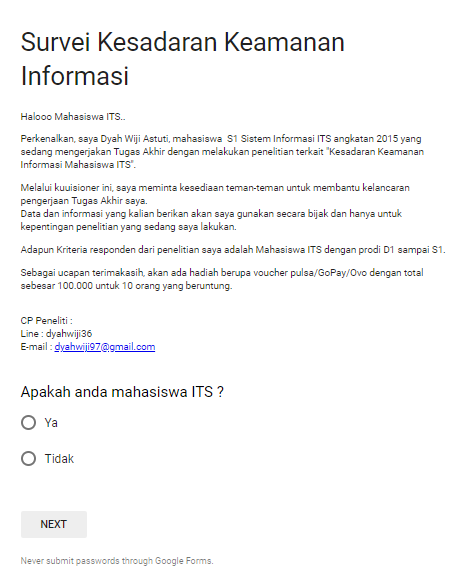 Survei Kesadaran Keamanan
Informasi
Halooo Mahasiswa ITS..
Perkenalkan, saya Dyah Wiji Astuti, mahasiswa  S1 Sistem Informasi ITS angkatan 2015 yang
sedang mengerjakan Tugas Akhir dengan melakukan penelitian terkait "Kesadaran Keamanan
Informasi Mahasiswa ITS".
Melalui kuuisioner ini, saya meminta kesediaan teman-teman untuk membantu kelancaran
pengerjaan Tugas Akhir saya.
Data dan informasi yang kalian berikan akan saya gunakan secara bijak dan hanya untuk
kepentingan penelitian yang sedang saya lakukan.
Adapun Kriteria responden dari penelitian saya adalah Mahasiswa ITS dengan prodi D1 sampai S1.
Sebagai ucapan terimakasih, akan ada hadiah berupa voucher pulsa/GoPay/Ovo dengan total
sebesar 100.000 untuk 10 orang yang beruntung.
CP Peneliti :
Line : dyahwiji36
E-mail : dyahwiji97@gmail.com
Apakah anda mahasiswa ITS ?
Ya
Tidak
NEXT
Never submit passwords through Google Forms.